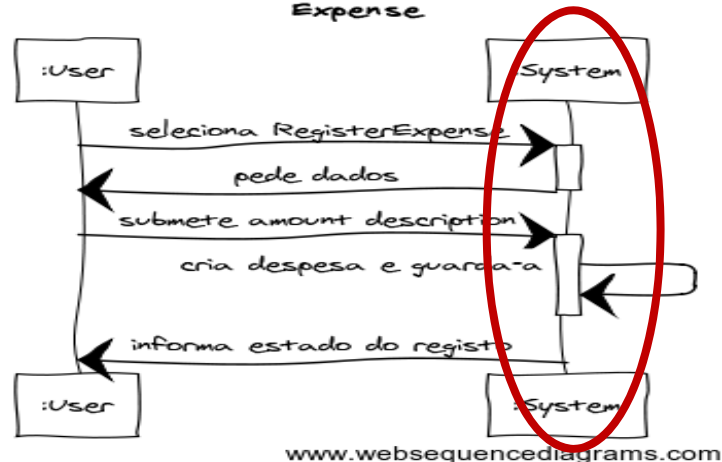 Expense
:User :System
seleciona RegisterExpense
pede dados
submete amount description
cria despesa e guarda-a
informa estado do registo
:User :System
www.websequencediagrams.com